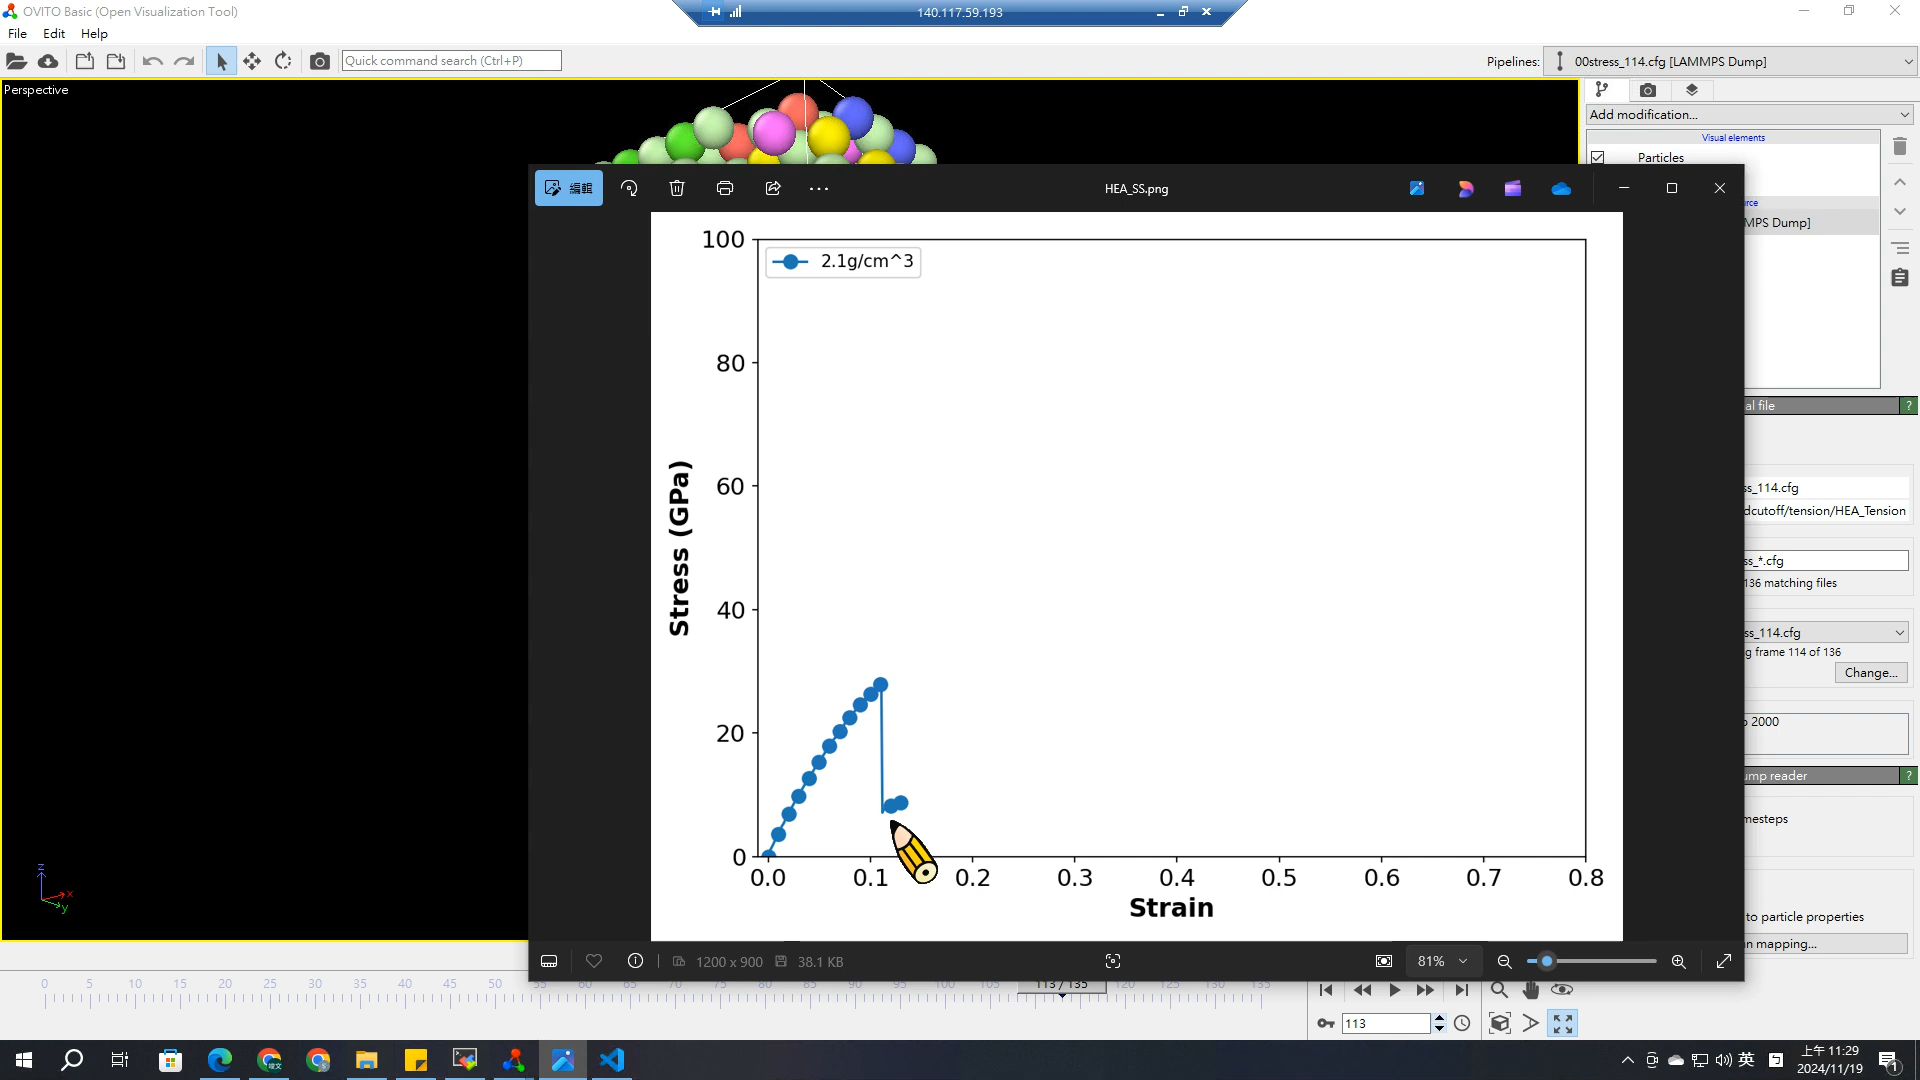 OVITO Basic (Open Visualization Tool)
140.117.59.193
File Edit Help
Quick command search (Ctrl+P)
Pipelines:
00stress_114.cfg [LAMMPS Dump]
Perspective
Add modification...
Visual elements
Particles
編輯
HEA_SS.png
MPS Dump]
100
80
60
40
20
0
2.1g/cm^3
Stress (GPa)
0.0 0.1 0.2 0.3 0.4 0.5 0.6 0.7 0.8
Strain
al file
ss_114.cfg
dcutoff/tension/HEA_Tension
ss_*.cfg
136 matching files
ss_114.cfg
g frame 114 of 136
Change...
2000
ump reader
?
mesteps
to particle properties
n mapping...
z
x
y
1200 x 900
38.1 KB
81%
0 5 10 15 20 25 30 35 40 45 50 55 60 65 70 75 80 85 90 95 100 105 113 / 135 120 125 130 135
113
英
上午 11:29
2024/11/19
1